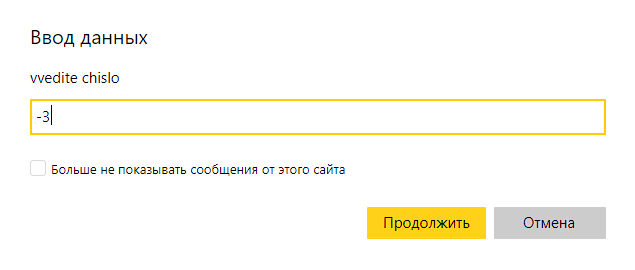 Ввод данных
vvedite chislo
-3
Больше не показывать сообщения от этого сайта
Продолжить Отмена